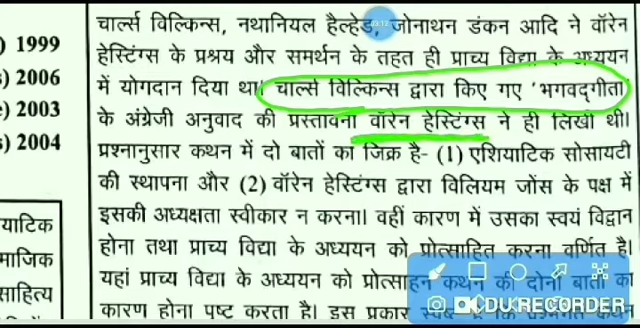 चार्ल्स विल्किन्स, नथानियल हैल्हेड, जोनाथन डंकन आदि ने वॉरेन
हेस्टिंग्स के प्रश्रय और समर्थन के तहत ही प्राच्य विद्या के अध्ययन
में योगदान दिया था। चार्ल्स विल्किन्स द्वारा किए गए 'भगवद्गीता'
के अंग्रेजी अनुवाद की प्रस्तावना वॉरेन हेस्टिंग्स ने ही लिखी थी।
प्रश्नानुसार कथन में दो बातों का जिक्र है- (1) एशियाटिक सोसायटी
की स्थापना और (2) वॉरेन हेस्टिंग्स द्वारा विलियम जोंस के पक्ष में
इसकी अध्यक्षता स्वीकार न करना। वहीं कारण में उसका स्वयं विद्वान
होना तथा प्राच्य विद्या के अध्ययन को प्रोत्साहित करना वर्णित है।
यहां प्राच्य विद्या के अध्ययन को प्रोत्साहन कथन की दोनों बातों का
कारण होना पुष्ट करता है। इस प्रकार
) 1999
) 2006
) 2003
) 2004
याटिक
माजिक
साहित्य
DU RECORDER